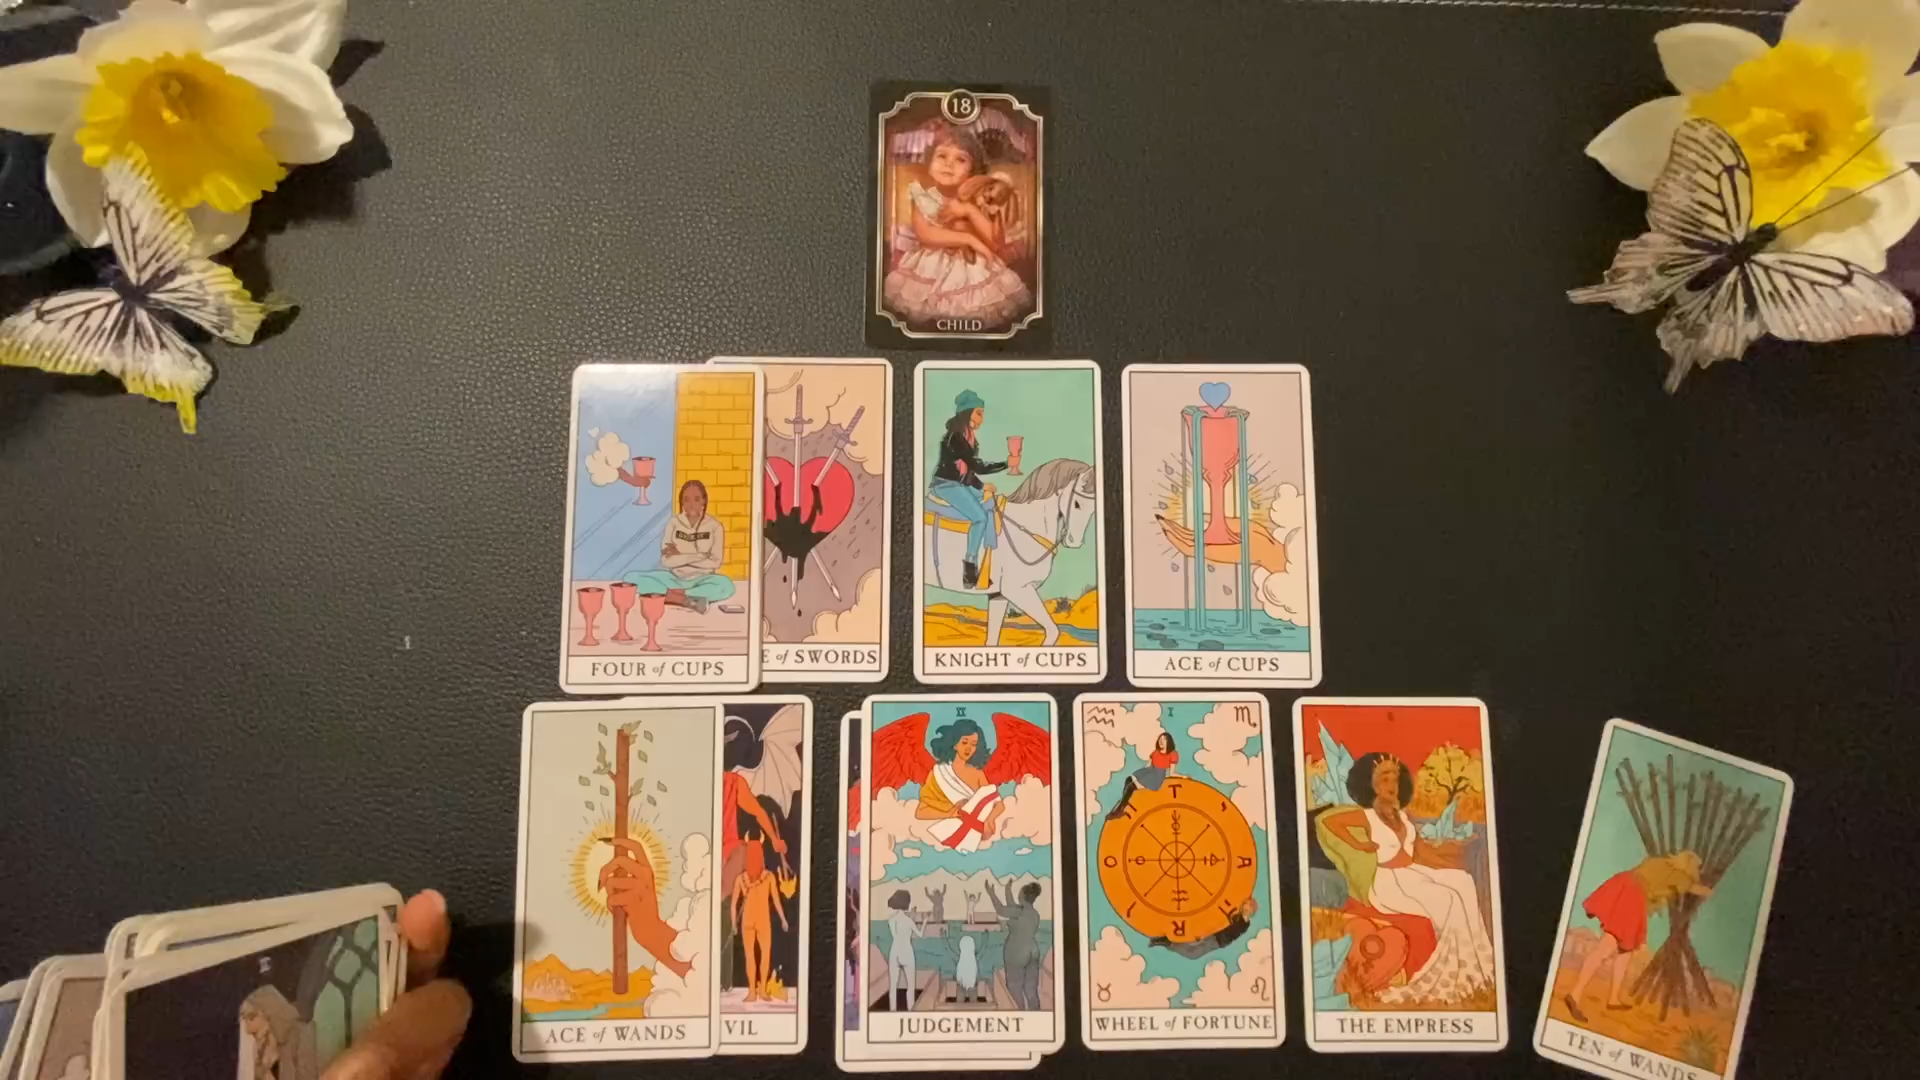 18
CHILD
FOUR of CUPS
E of SWORDS
KNIGHT of CUPS
ACE of CUPS
ACE of WANDS
VIL
JUDGEMENT
T A R O
WHEEL of FORTUNE
THE EMPRESS
TEN of WANDS